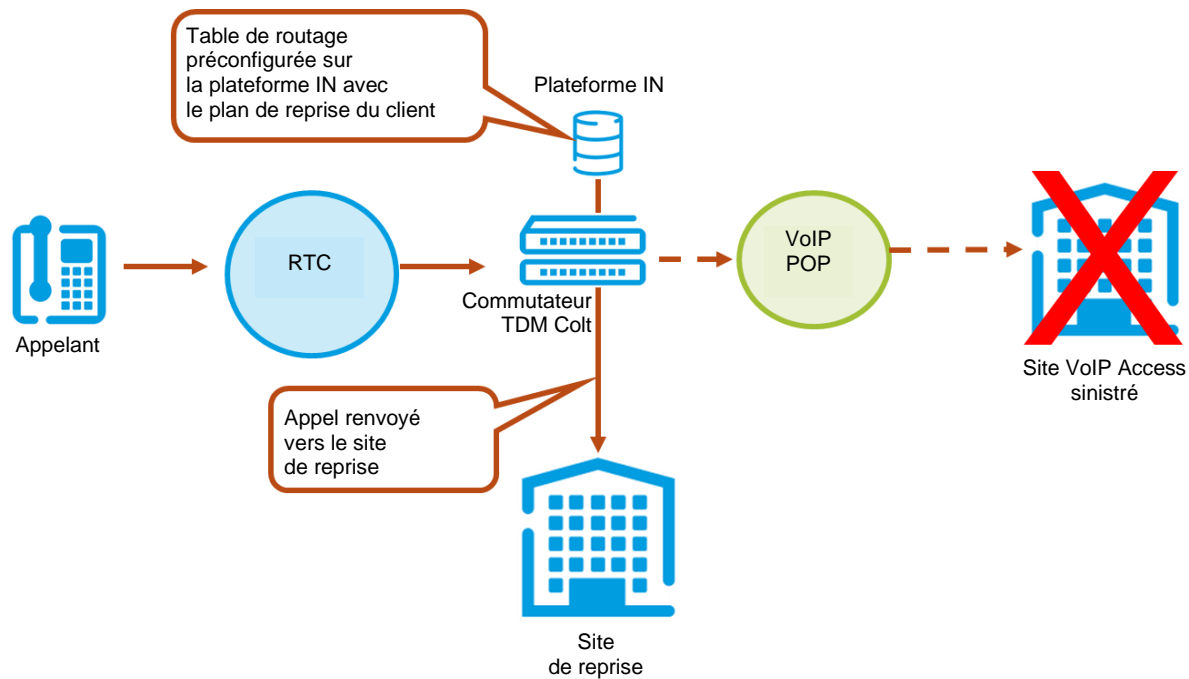 Table de routage
préconfigurée sur
la plateforme IN avec
le plan de reprise du client
Plateforme IN
RTC
VoIP
POP
Commutateur
TDM Colt
Appelant
Site VoIP Access
sinistré
Appel renvoyé
vers le site
de reprise
Site
de reprise